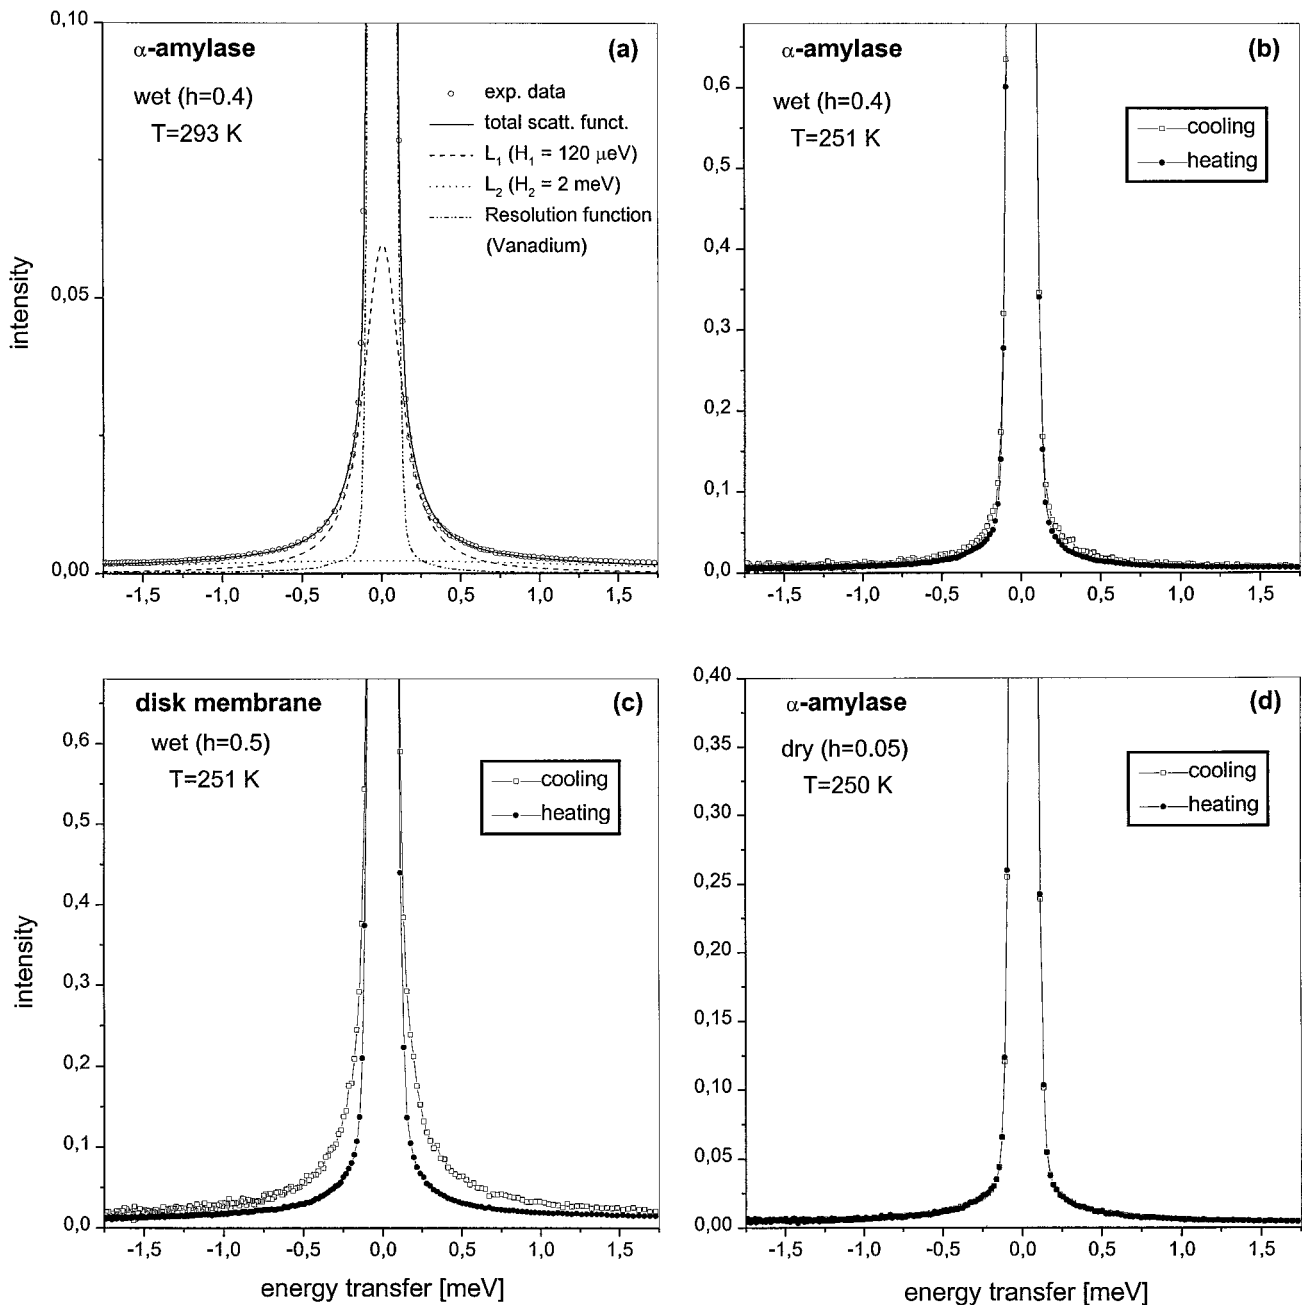 α-amylase
(a)
wet (h=0.4)
T=293 K
exp. data
total scatt. funct.
L₁ (H₁ = 120 μeV)
L₂ (H₂ = 2 meV)
Resolution function
(Vanadium)
0,10
0,05
0,00
intensity
-1,5 -1,0 -0,5 0,0 0,5 1,0 1,5
α-amylase
(b)
wet (h=0.4)
T=251 K
cooling
heating
0,6
0,5
0,4
0,3
0,2
0,1
0,0
-1,5 -1,0 -0,5 0,0 0,5 1,0 1,5
disk membrane
(c)
wet (h=0.5)
T=251 K
cooling
heating
0,6
0,5
0,4
0,3
0,2
0,1
0,0
intensity
-1,5 -1,0 -0,5 0,0 0,5 1,0 1,5
energy transfer [meV]
α-amylase
(d)
dry (h=0.05)
T=250 K
cooling
heating
0,40
0,35
0,30
0,25
0,20
0,15
0,10
0,05
0,00
-1,5 -1,0 -0,5 0,0 0,5 1,0 1,5
energy transfer [meV]